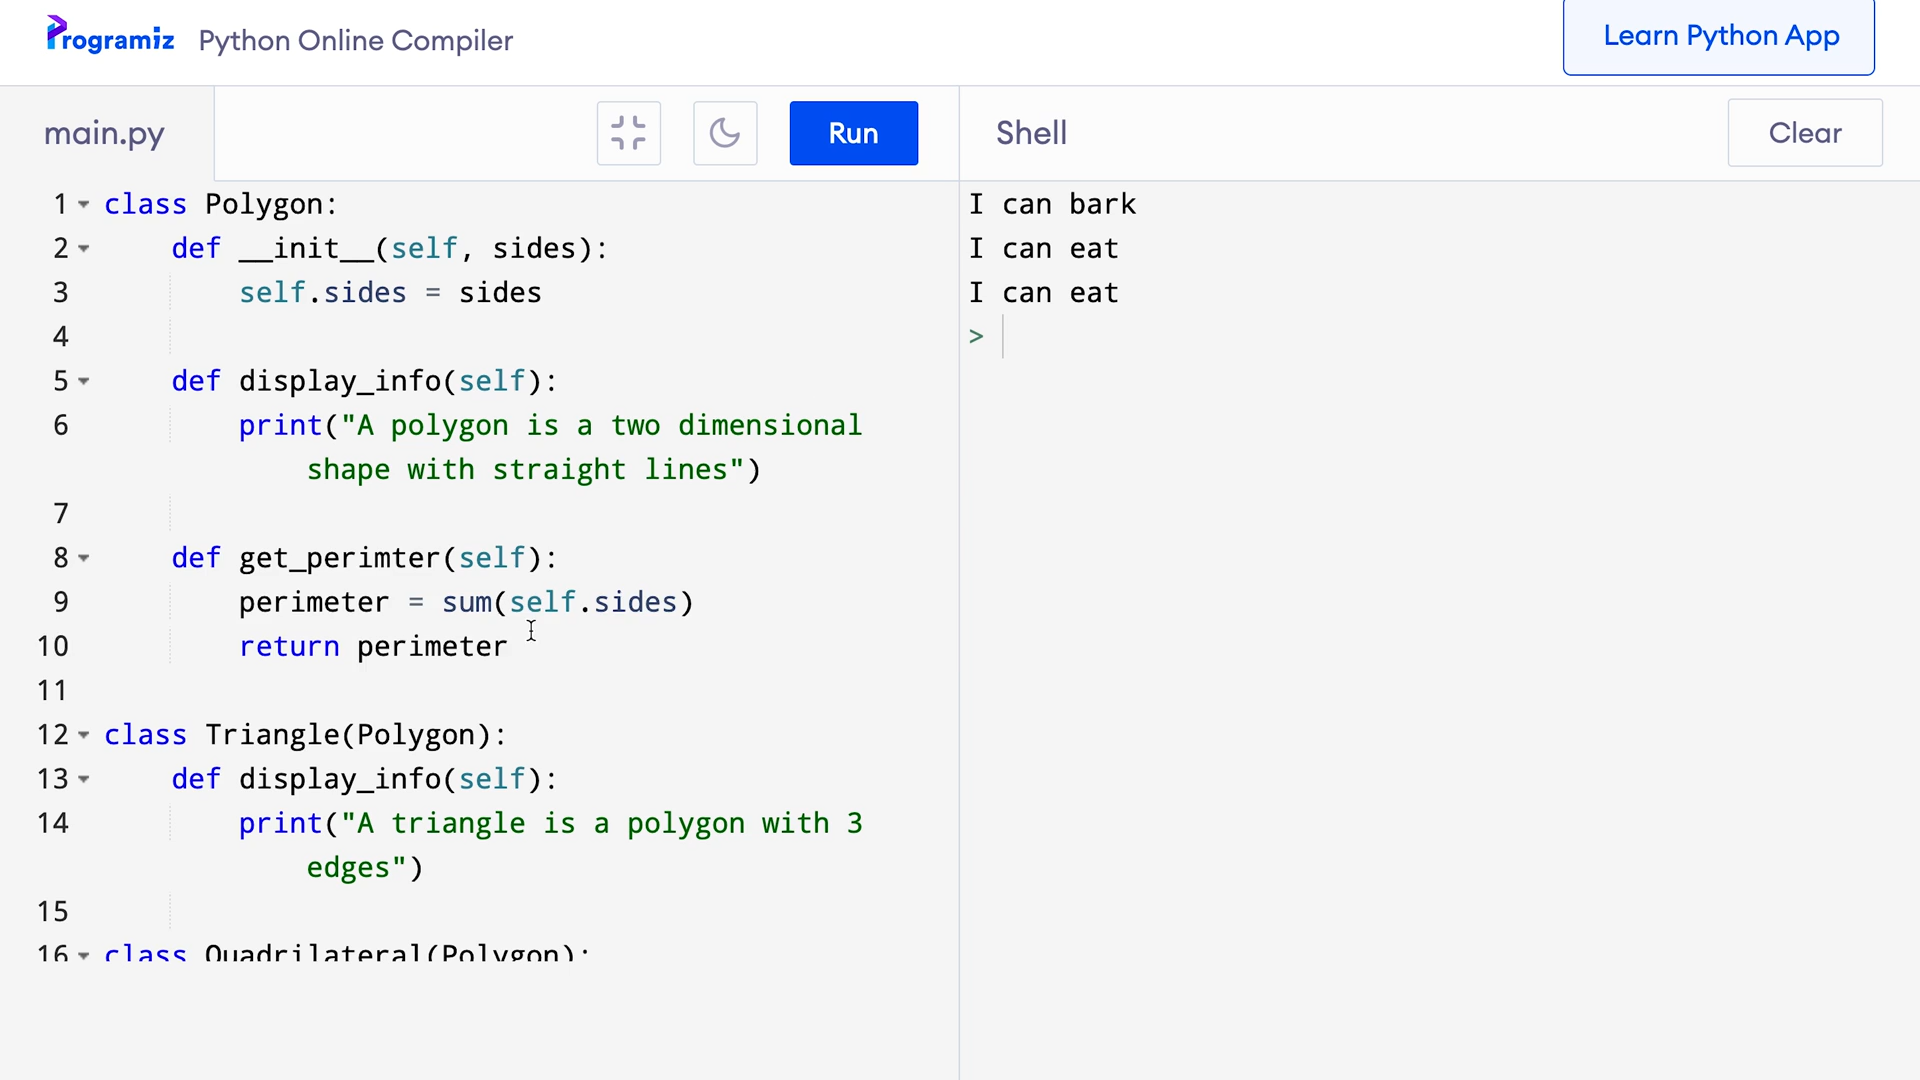 Programiz Python Online Compiler Learn Python App
main.py Run Shell Clear
1 class Polygon:
2 def __init__(self, sides):
3 self.sides = sides
4
5 def display_info(self):
6 print("A polygon is a two dimensional
shape with straight lines")
7
8 def get_perimter(self):
9 perimeter = sum(self.sides)
10 return perimeter
11
12 class Triangle(Polygon):
13 def display_info(self):
14 print("A triangle is a polygon with 3
edges")
15
16 class Quadrilateral(Polygon):
I can bark
I can eat
I can eat
>